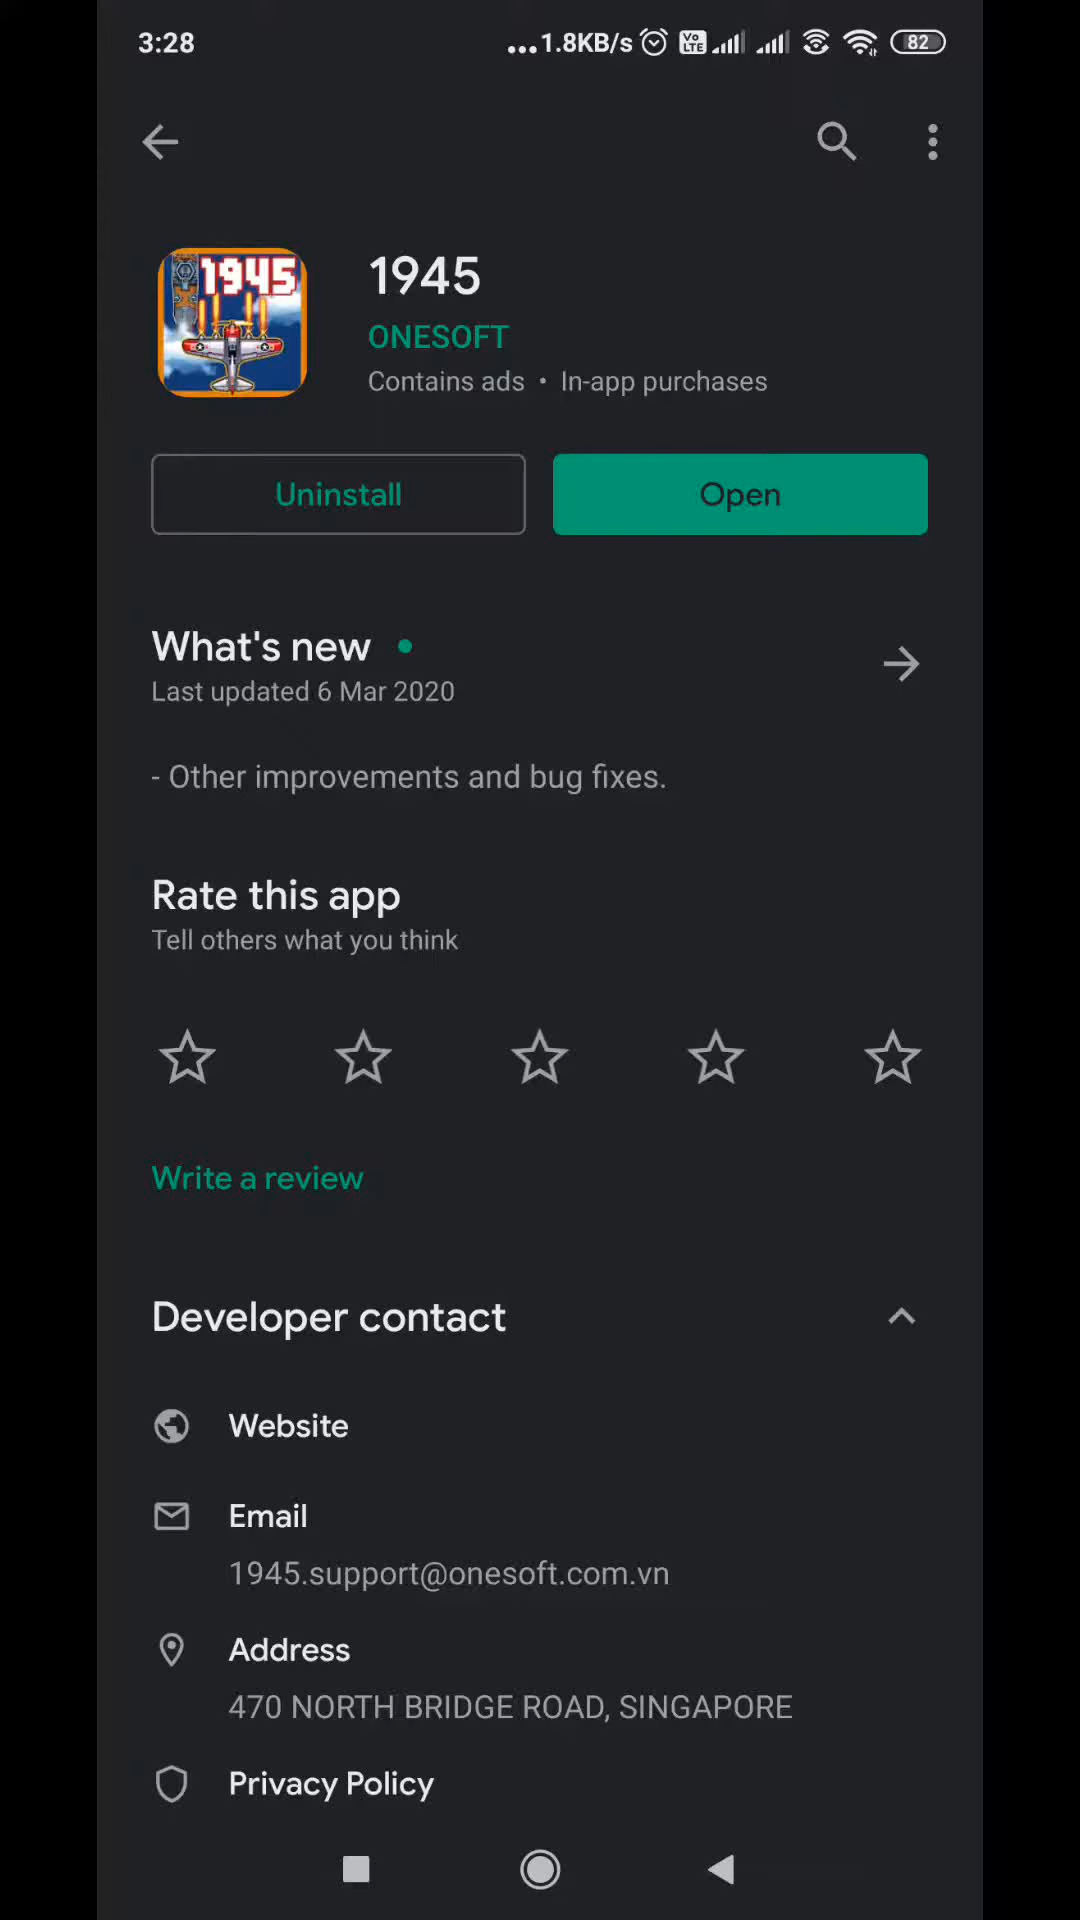 3:28
...1.8KB/s
Vo LTE
82
1945
1945
ONESOFT
Contains ads • In-app purchases
Uninstall
Open
What's new
Last updated 6 Mar 2020
- Other improvements and bug fixes.
Rate this app
Tell others what you think
Write a review
Developer contact
Website
Email
1945.support@onesoft.com.vn
Address
470 NORTH BRIDGE ROAD, SINGAPORE
Privacy Policy